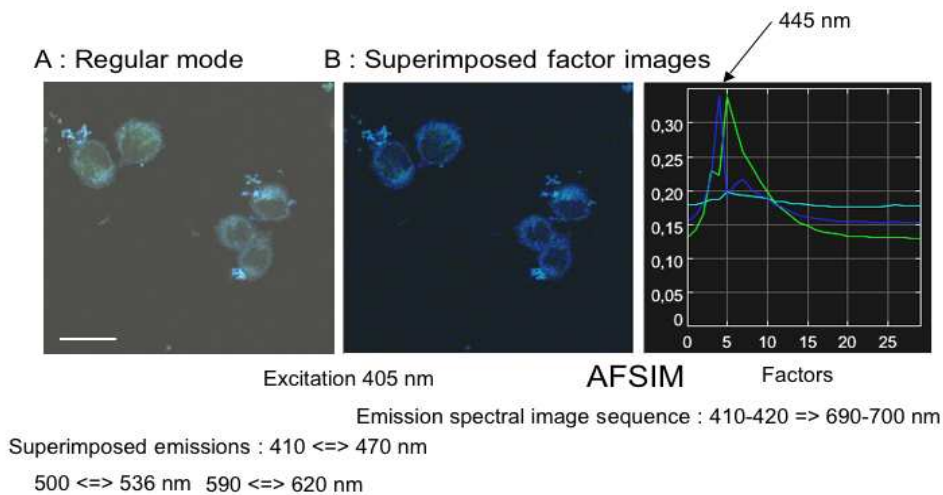 445 nm
A : Regular mode
B : Superimposed factor images
0,30
0,25
0,20
0,15
0,10
0,05
0
0 5 10 15 20 25
Excitation 405 nm
AFSIM
Factors
Emission spectral image sequence : 410-420 => 690-700 nm
Superimposed emissions : 410 <=> 470 nm
500 <=> 536 nm 590 <=> 620 nm